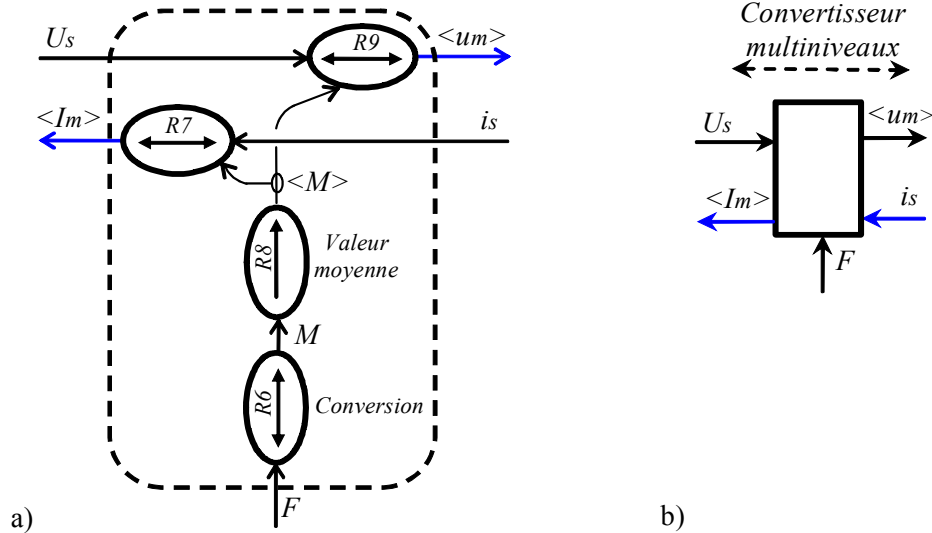 Us
R9
<um>
<Im>
R7
is
<M>
R8
Valeur
moyenne
M
R6
Conversion
F
a)
Convertisseur
multiniveaux
Us
<um>
<Im>
is
F
b)